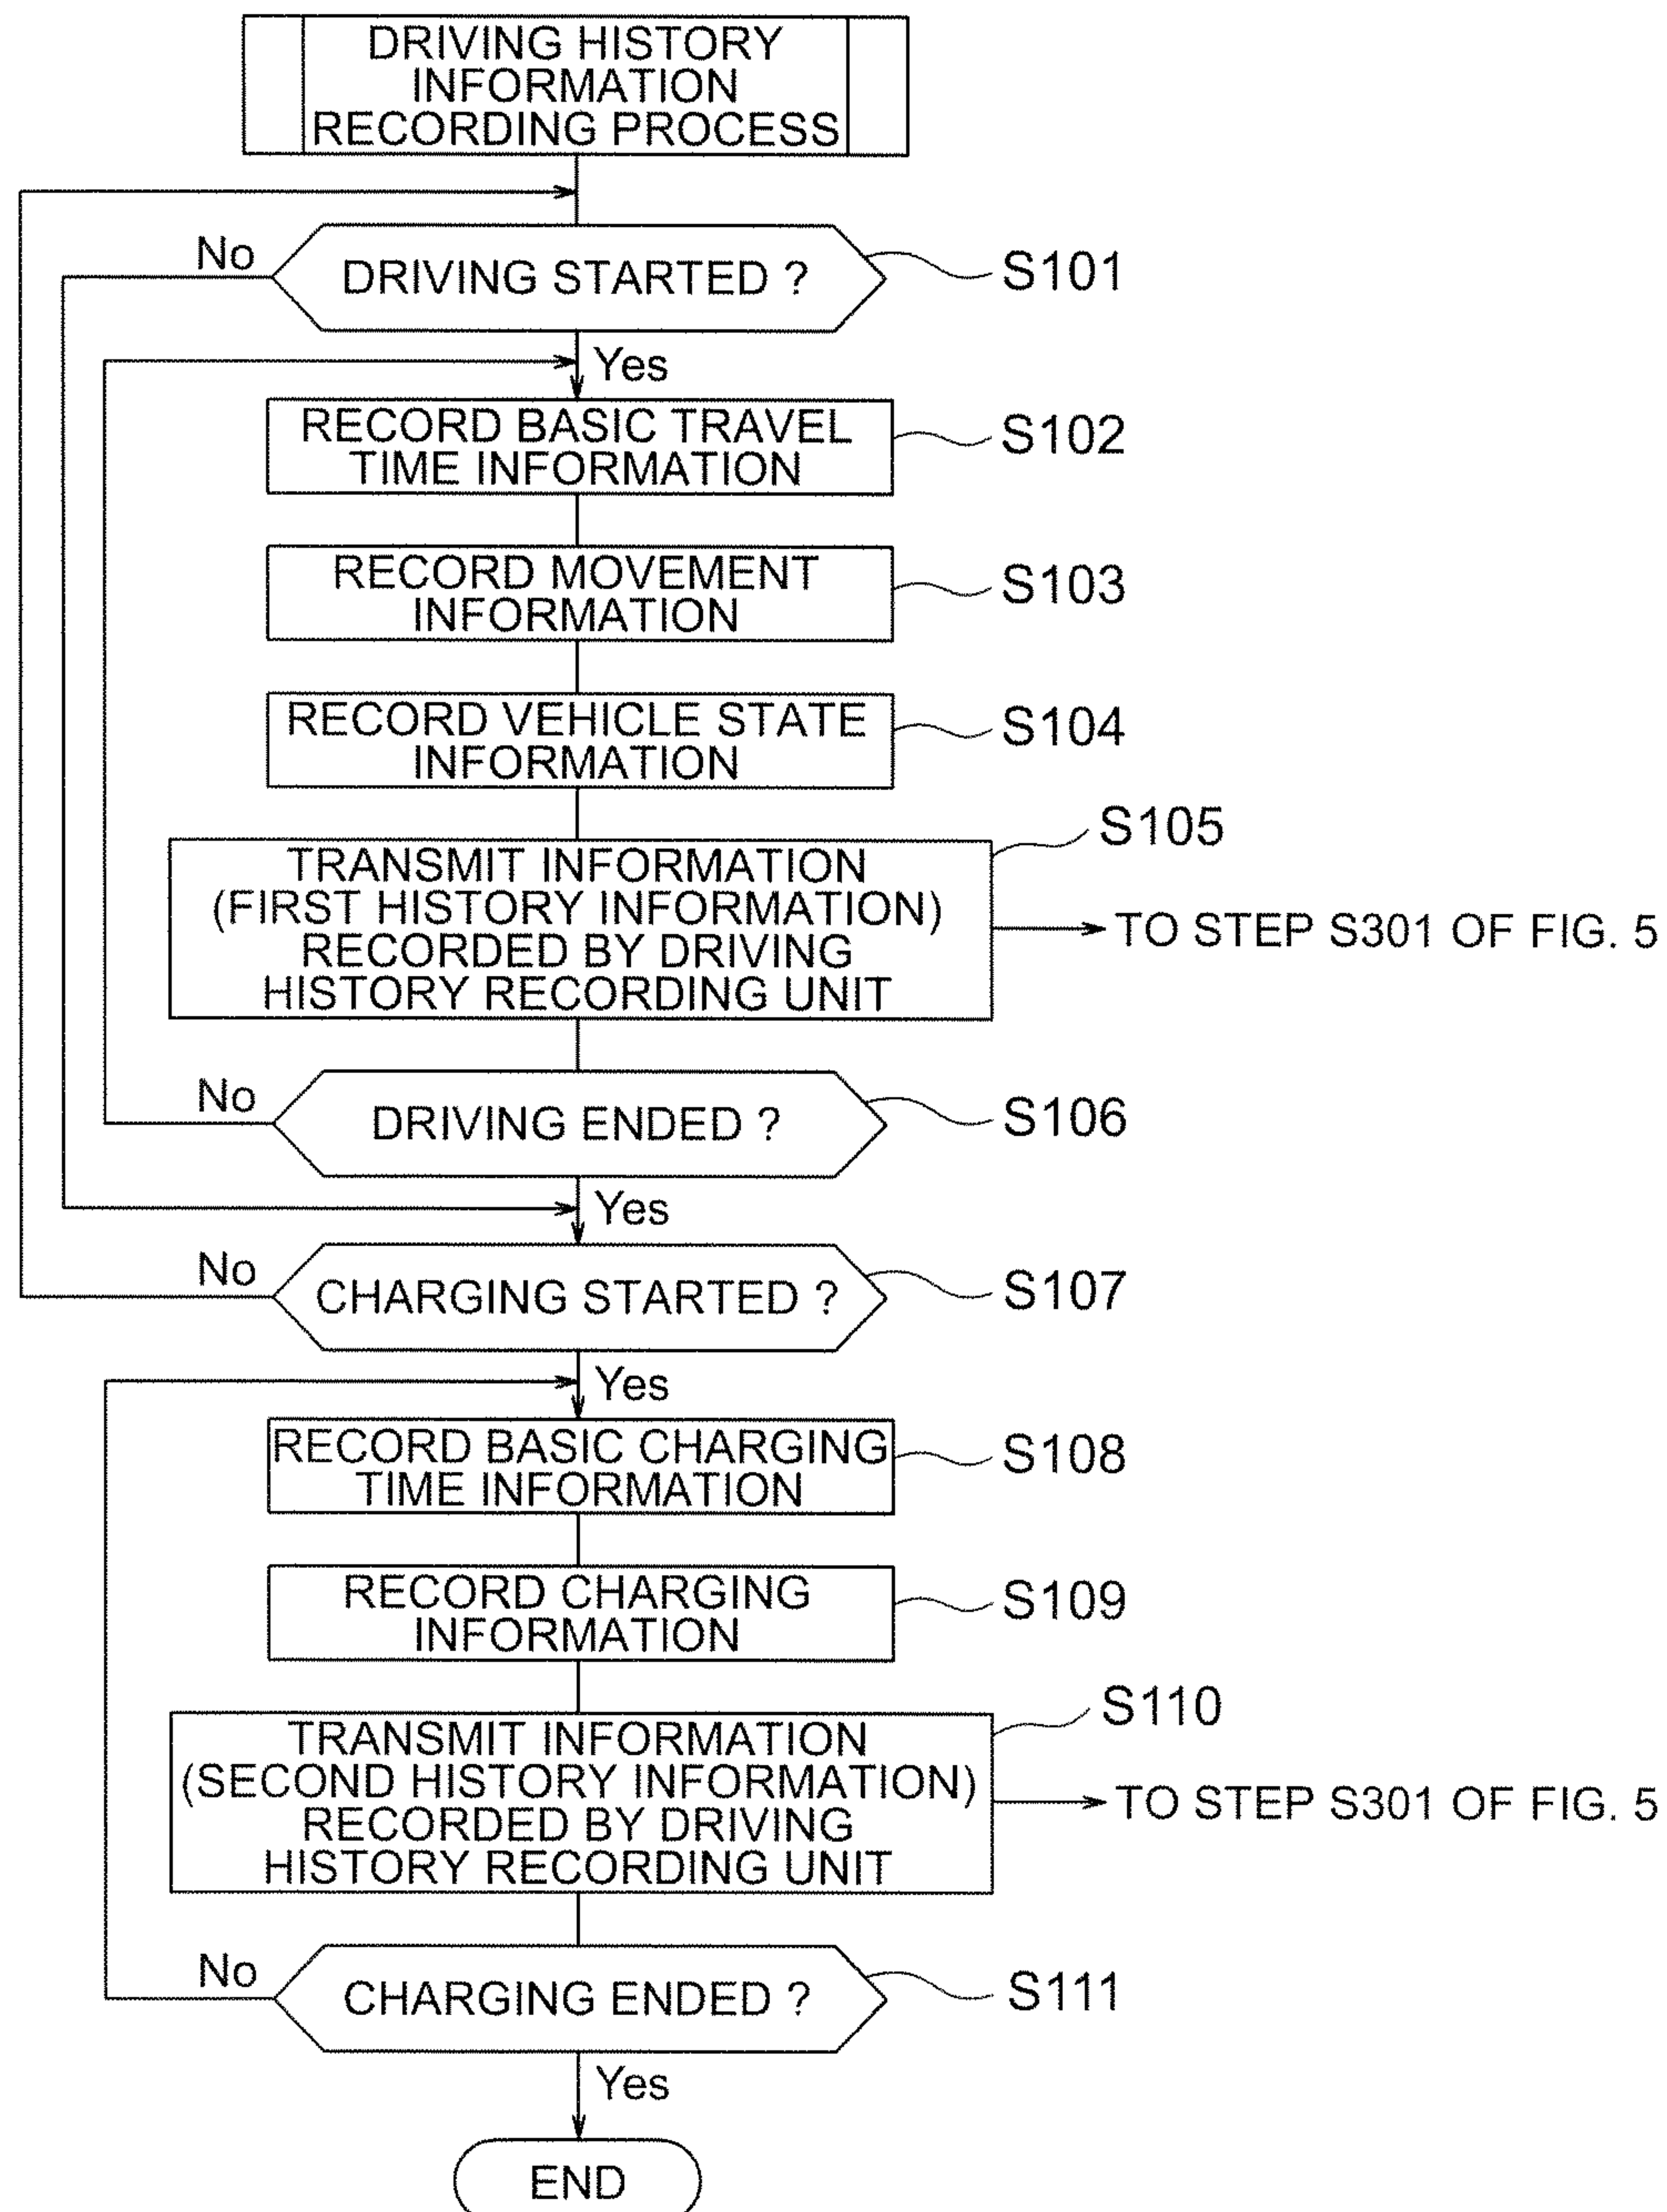 DRIVING HISTORY
INFORMATION
RECORDING PROCESS
No
DRIVING STARTED ?
S101
Yes
RECORD BASIC TRAVEL
TIME INFORMATION
S102
RECORD MOVEMENT
INFORMATION
S103
RECORD VEHICLE STATE
INFORMATION
S104
S105
TRANSMIT INFORMATION
(FIRST HISTORY INFORMATION)
RECORDED BY DRIVING
HISTORY RECORDING UNIT
TO STEP S301 OF FIG. 5
No
DRIVING ENDED ?
S106
Yes
No
CHARGING STARTED ?
S107
Yes
RECORD BASIC CHARGING
TIME INFORMATION
S108
RECORD CHARGING
INFORMATION
S109
S110
TRANSMIT INFORMATION
(SECOND HISTORY INFORMATION)
RECORDED BY DRIVING
HISTORY RECORDING UNIT
TO STEP S301 OF FIG. 5
No
CHARGING ENDED ?
S111
Yes
END